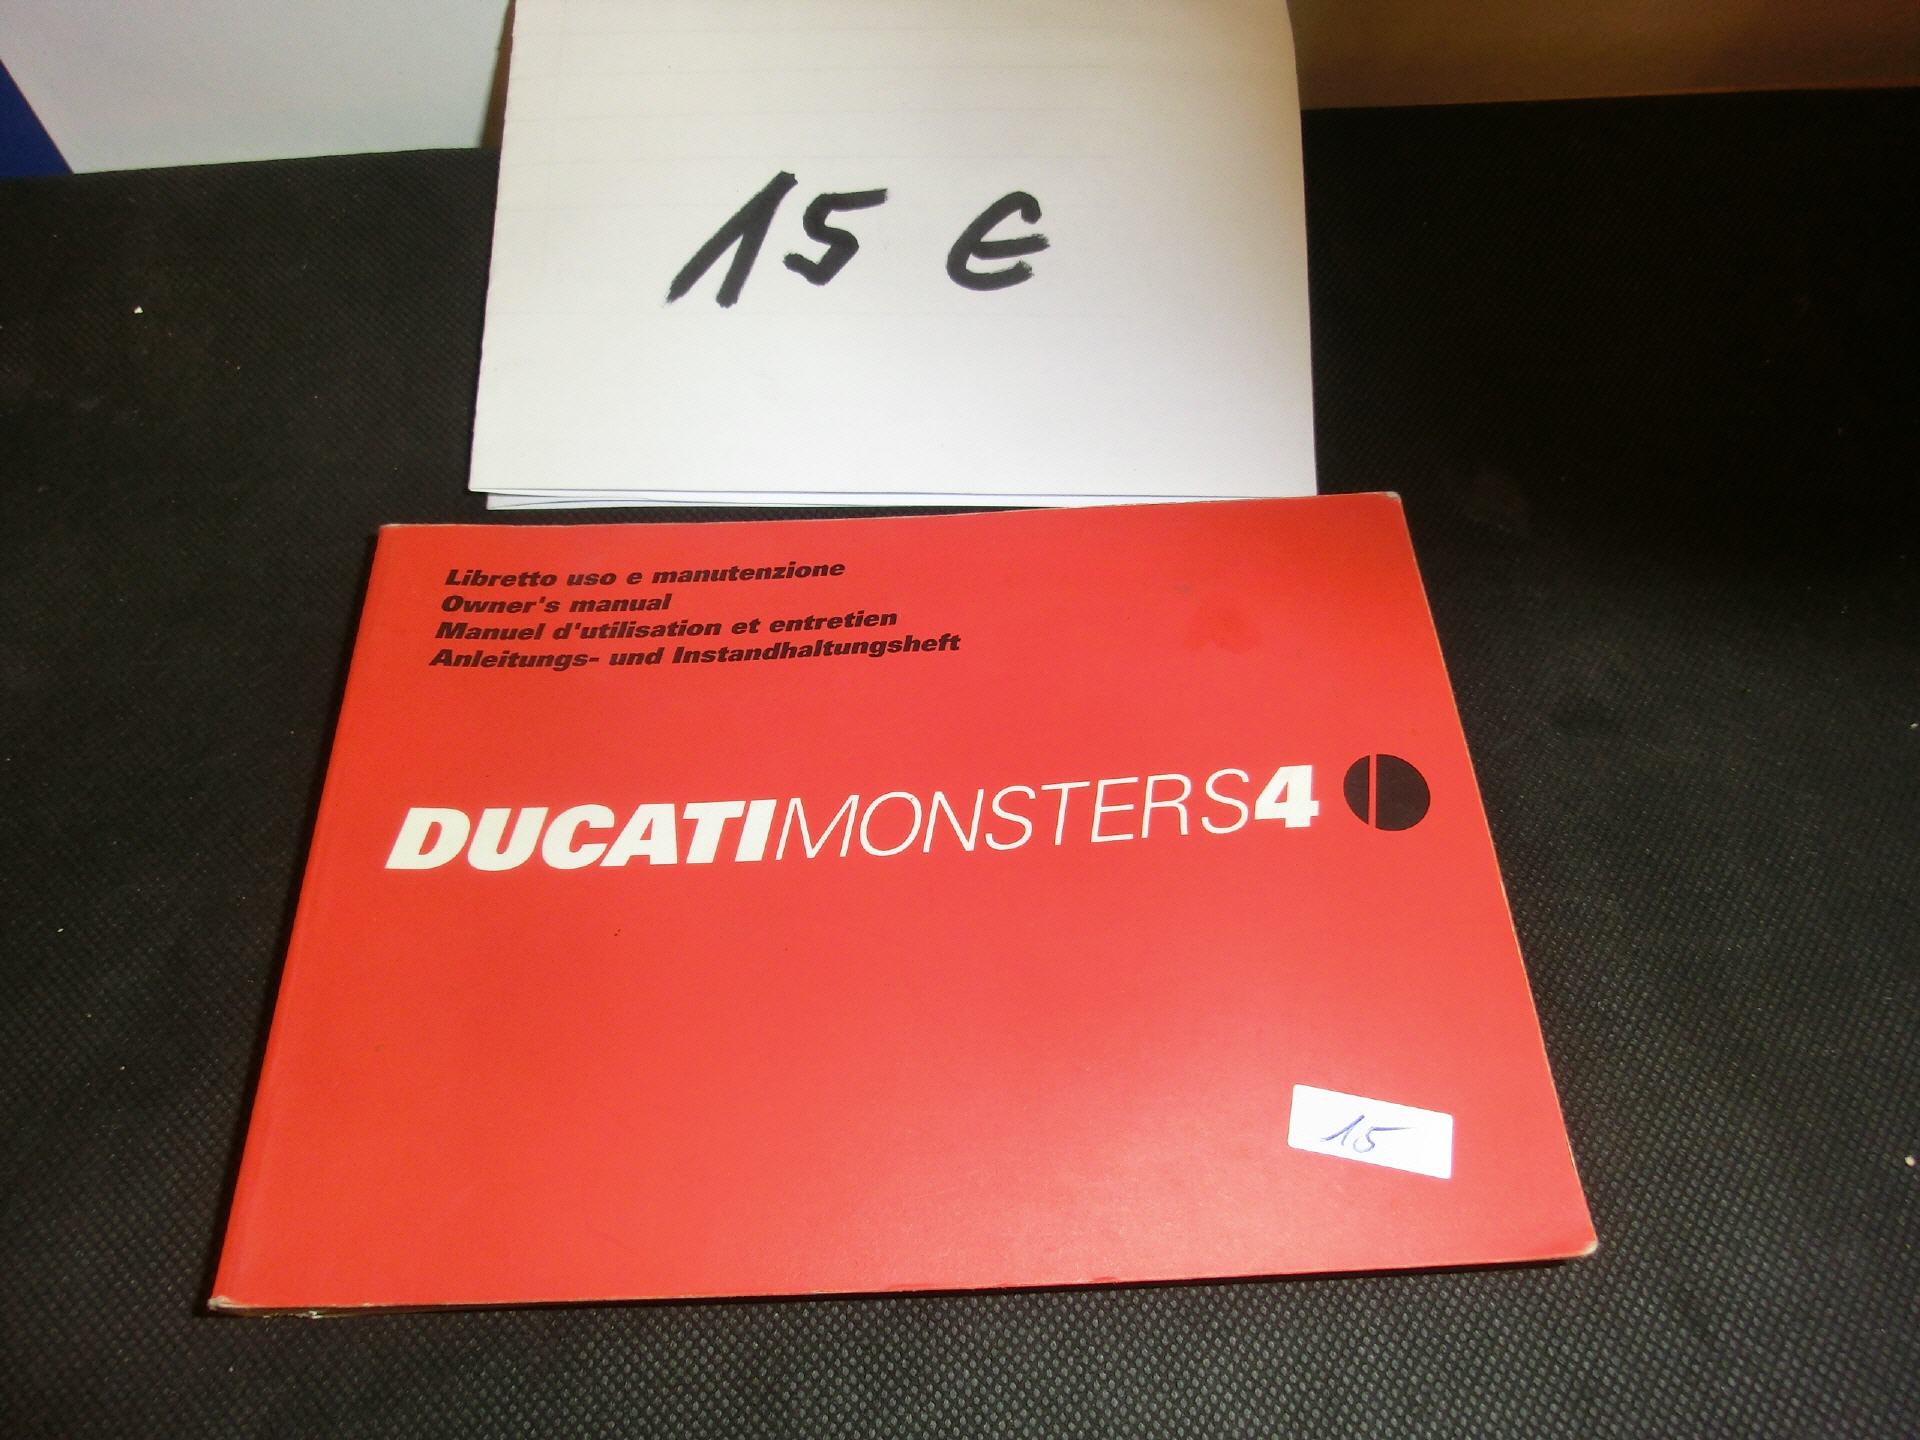 15 €
Libretto uso e manutenzione
Owner's manual
Manuel d'utilisation et entretien
Anleitungs- und Instandhaltungsheft
DUCATIMONSTERS4
15